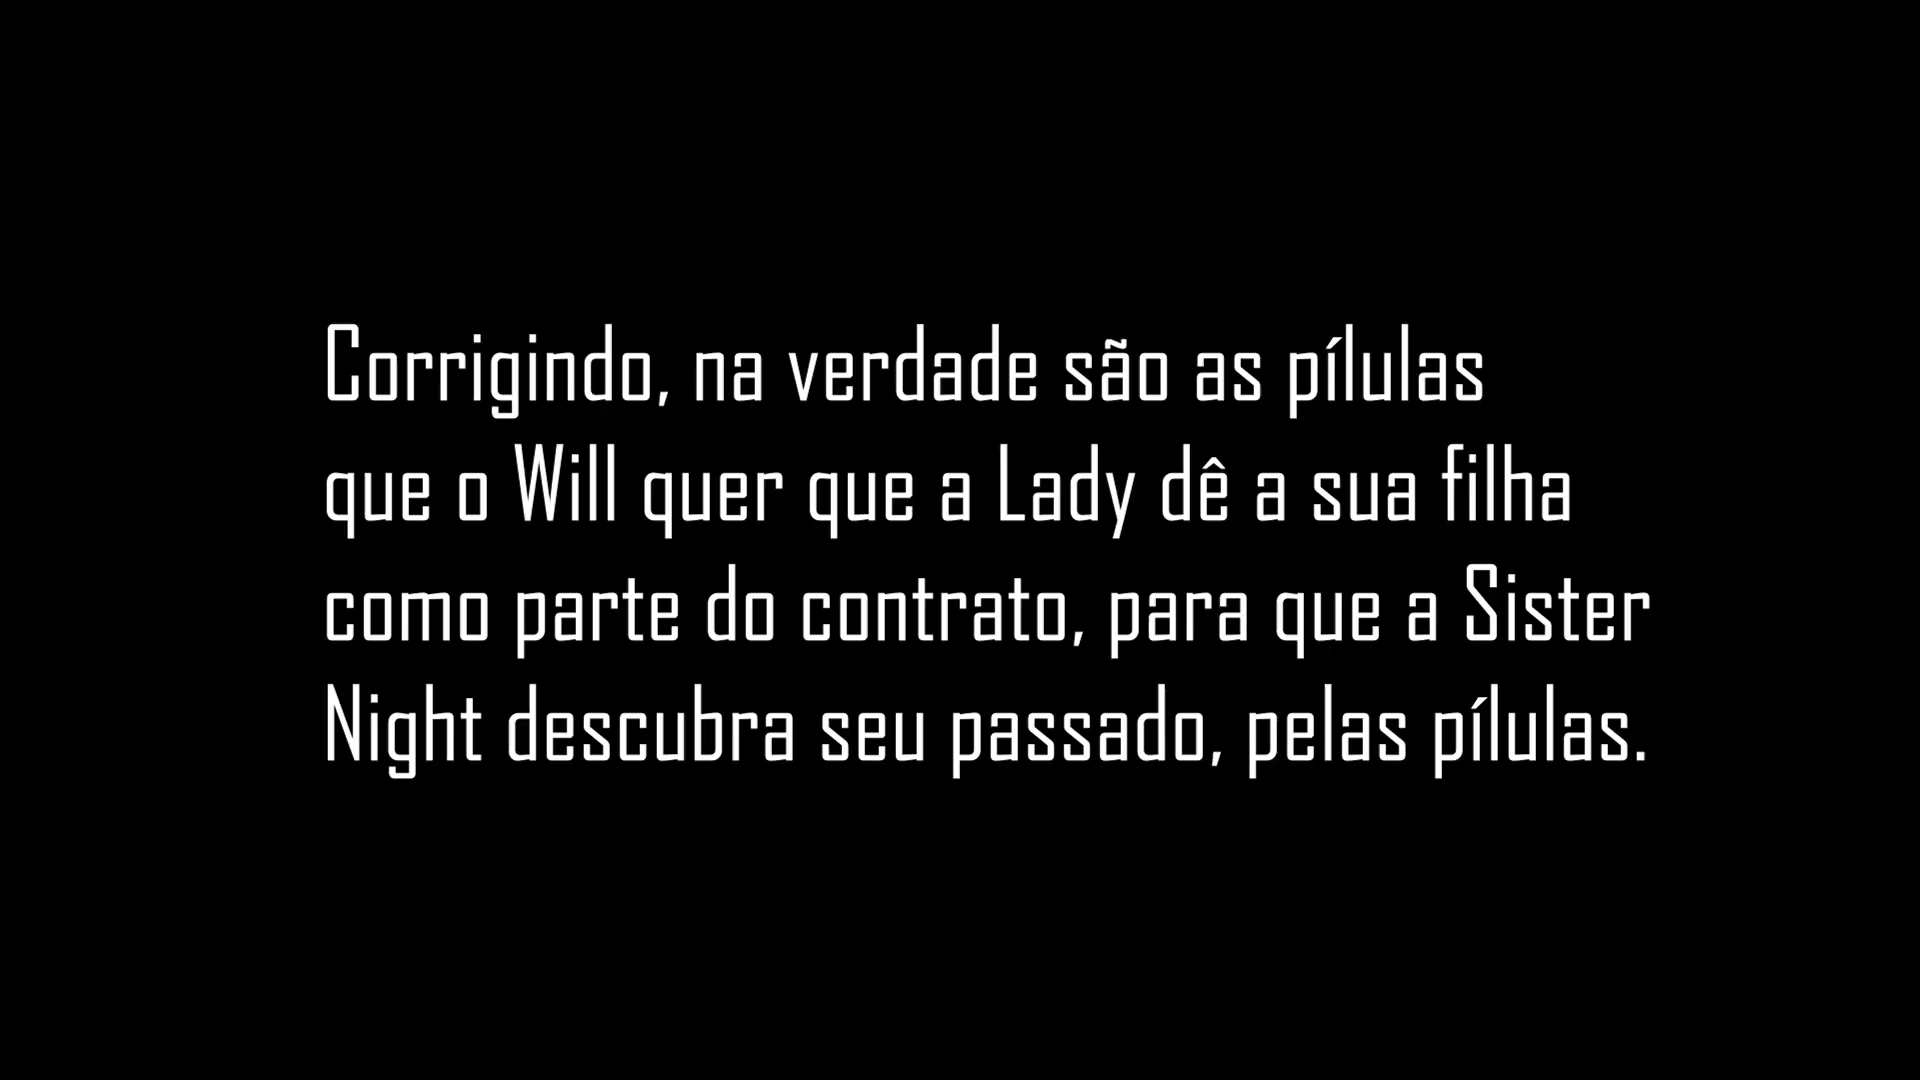 Corrigindo, na verdade são as pílulas
que o Will quer que a Lady dê a sua filha
como parte do contrato, para que a Sister
Night descubra seu passado, pelas pílulas.